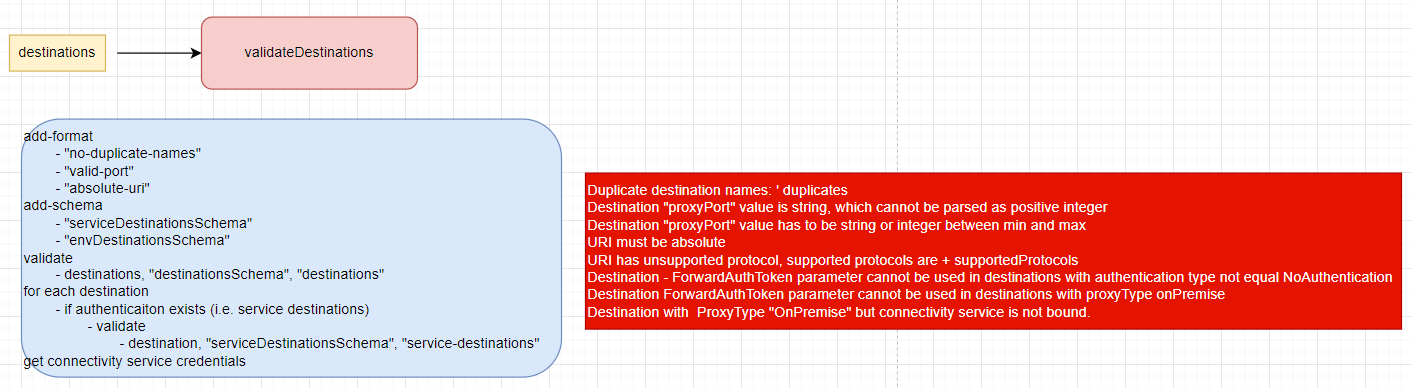 destinations
validateDestinations
add-format
- "no-duplicate-names"
- "valid-port"
- "absolute-uri"
add-schema
- "serviceDestinationsSchema"
- "envDestinationsSchema"
validate
- destinations, "destinationsSchema", "destinations"
for each destination
- if authenticaiton exists (i.e. service destinations)
- validate
- destination, "serviceDestinationsSchema", "service-destinations"
get connectivity service credentials
Duplicate destination names: ' duplicates
Destination "proxyPort" value is string, which cannot be parsed as positive integer
Destination "proxyPort" value has to be string or integer between min and max
URI must be absolute
URI has unsupported protocol, supported protocols are + supportedProtocols
Destination - ForwardAuthToken parameter cannot be used in destinations with authentication type not equal NoAuthentication
Destination ForwardAuthToken parameter cannot be used in destinations with proxyType onPremise
Destination with  ProxyType "OnPremise" but connectivity service is not bound.